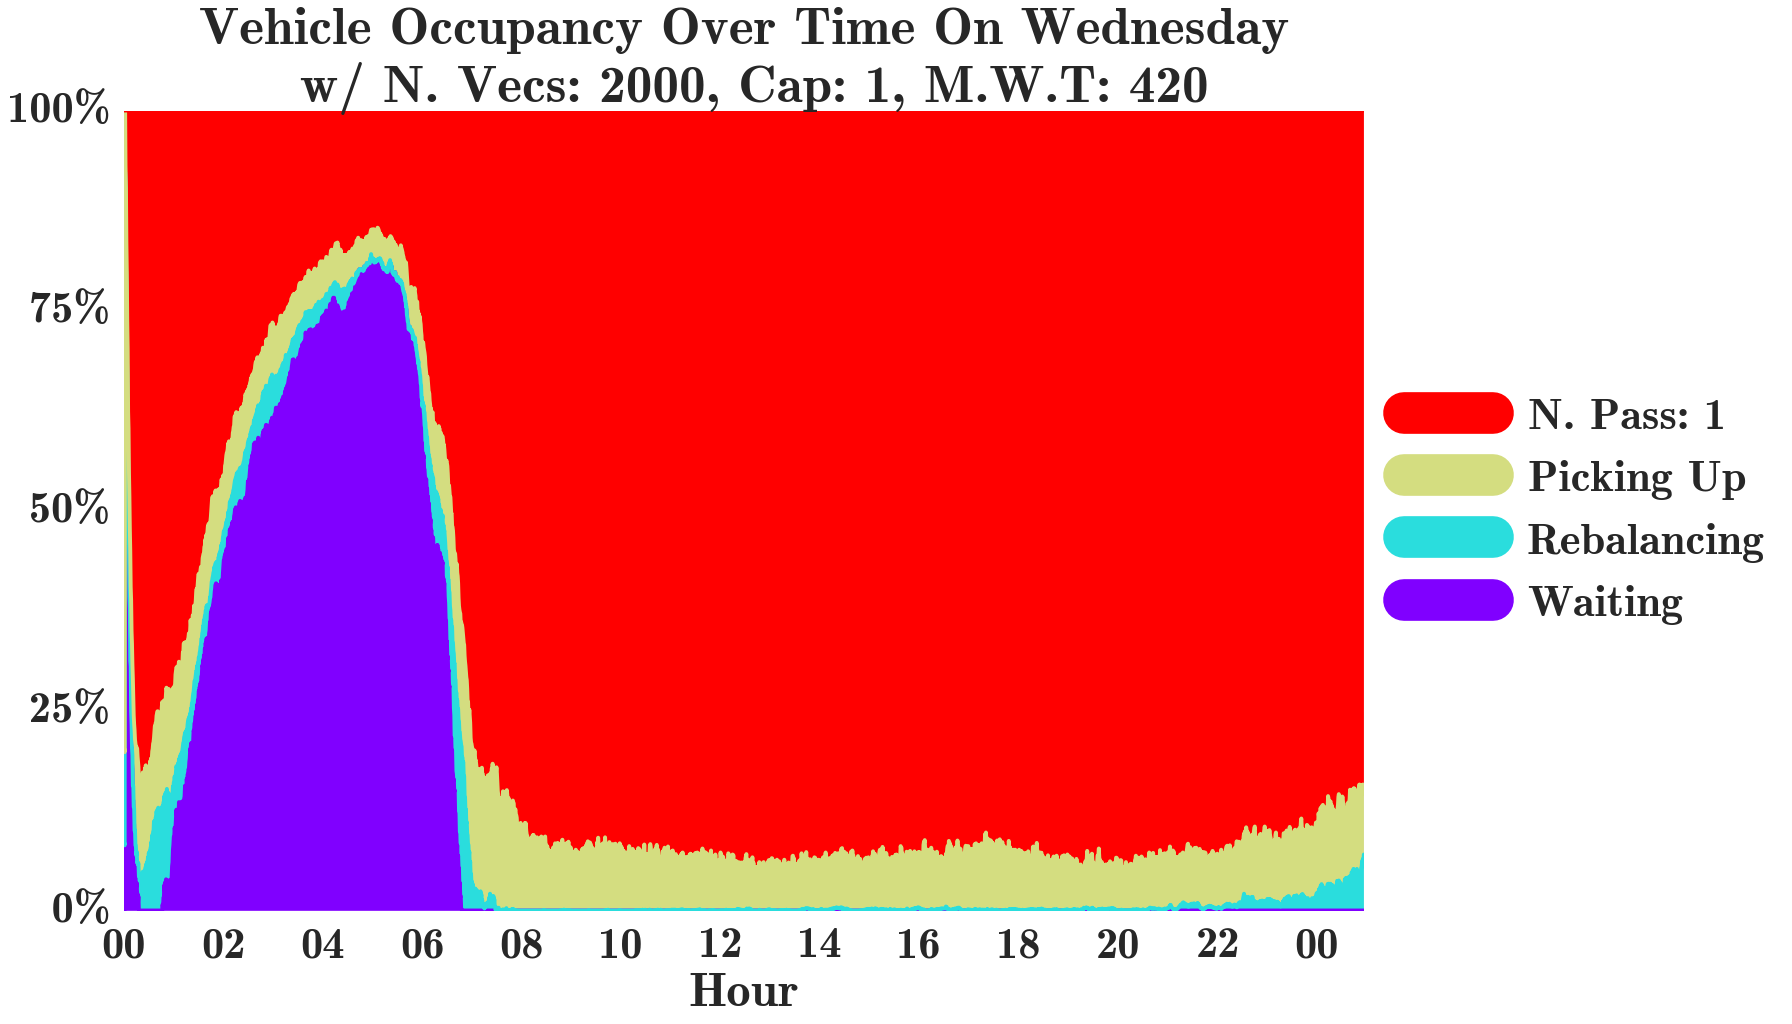 Vehicle Occupancy Over Time On Wednesday
w/ N. Vecs: 2000, Cap: 1, M.W.T: 420
100%
75%
50%
25%
0%
00 02 04 06 08 10 12 14 16 18 20 22 00
Hour
N. Pass: 1
Picking Up
Rebalancing
Waiting